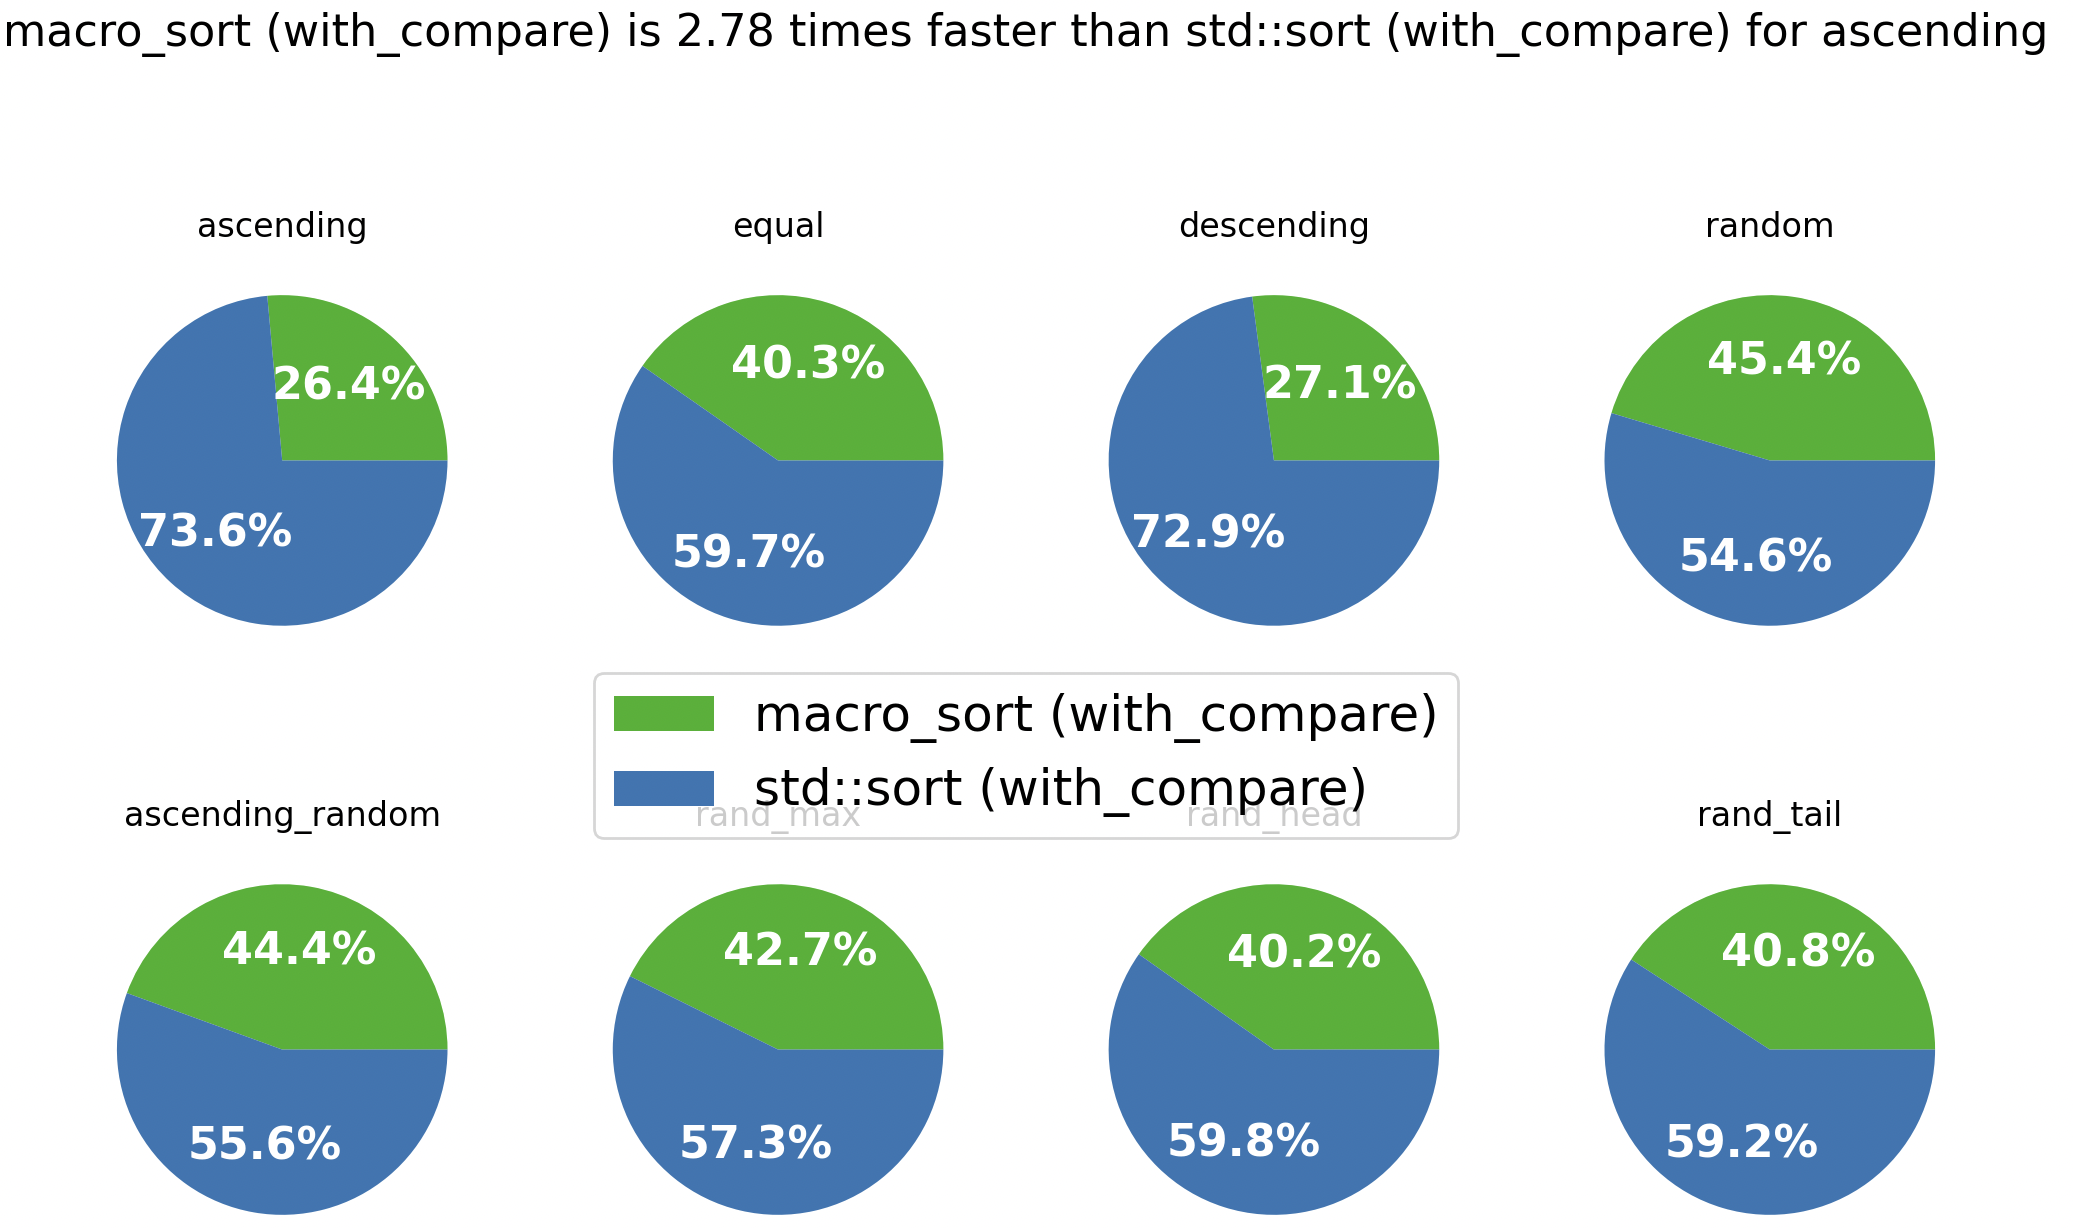 macro_sort (with_compare) is 2.78 times faster than std::sort (with_compare) for ascending
ascending
equal
descending
random
26.4%
73.6%
40.3%
59.7%
27.1%
72.9%
45.4%
54.6%
macro_sort (with_compare)
std::sort (with_compare)
ascending_random
rand_max
rand_head
rand_tail
44.4%
55.6%
42.7%
57.3%
40.2%
59.8%
40.8%
59.2%